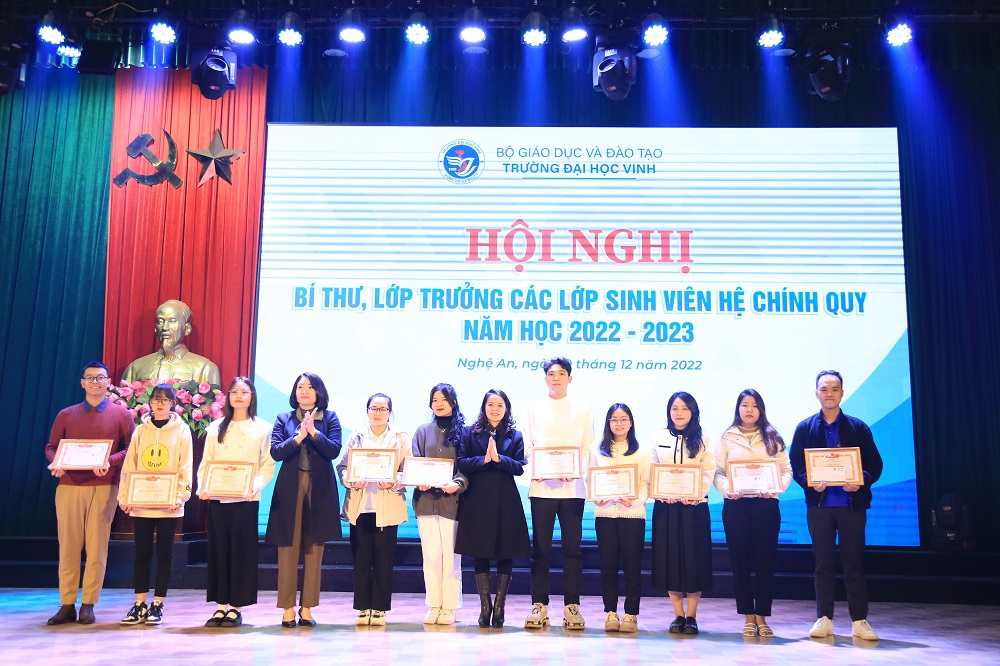 BỘ GIÁO DỤC VÀ ĐÀO TẠO
TRƯỜNG ĐẠI HỌC VINH
HỘI NGHỊ
BÍ THƯ, LỚP TRƯỞNG CÁC LỚP SINH VIÊN HỆ CHÍNH QUY
NĂM HỌC 2022 - 2023
Nghệ An, tháng 12 năm 2022